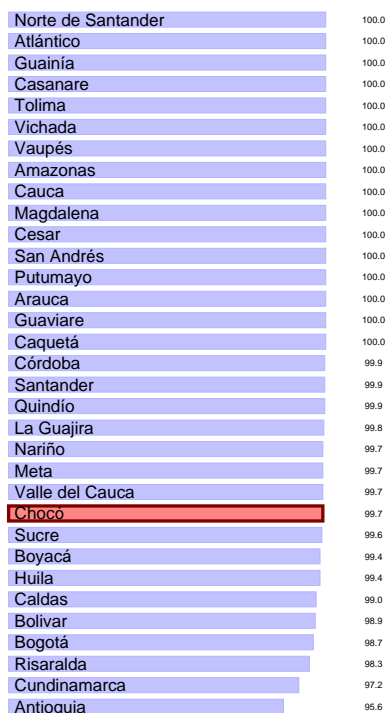 Norte de Santander 100.0
Atlántico 100.0
Guainía 100.0
Casanare 100.0
Tolima 100.0
Vichada 100.0
Vaupés 100.0
Amazonas 100.0
Cauca 100.0
Magdalena 100.0
Cesar 100.0
San Andrés 100.0
Putumayo 100.0
Arauca 100.0
Guaviare 100.0
Caquetá 100.0
Córdoba 99.9
Santander 99.9
Quindío 99.9
La Guajira 99.8
Nariño 99.7
Meta 99.7
Valle del Cauca 99.7
Chocó 99.7
Sucre 99.6
Boyacá 99.4
Huila 99.4
Caldas 99.0
Bolivar 98.9
Bogotá 98.7
Risaralda 98.3
Cundinamarca 97.2
Antioquia 95.6